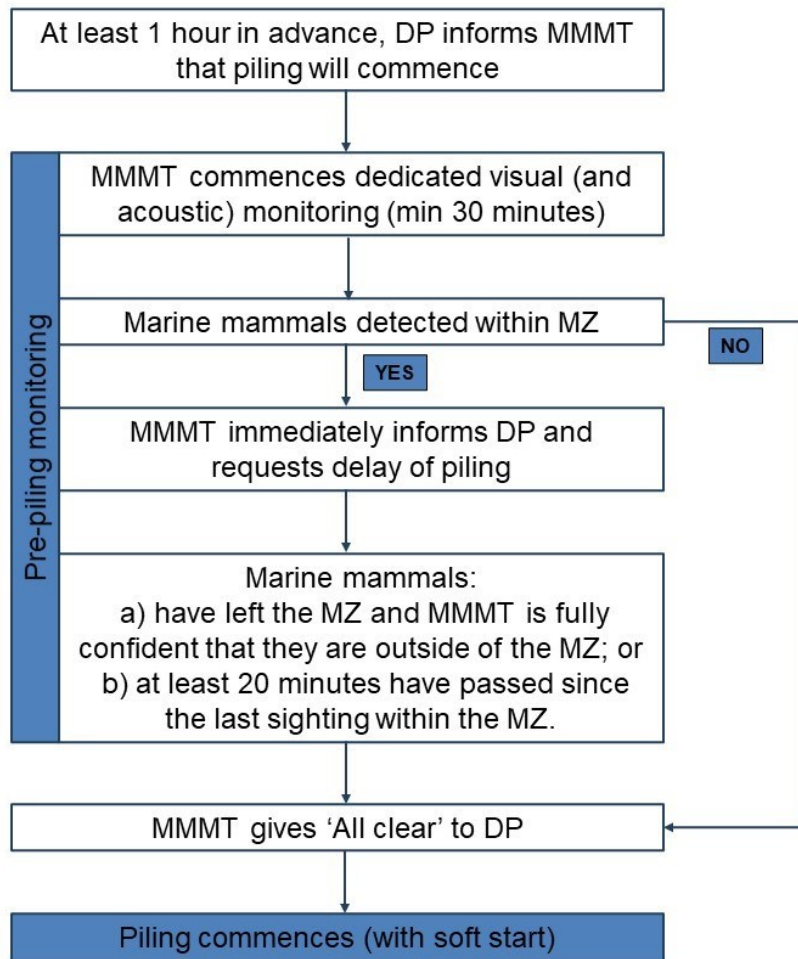 At least 1 hour in advance, DP informs MMMT
that piling will commence
Pre-piling monitoring
MMMT commences dedicated visual (and
acoustic) monitoring (min 30 minutes)
Marine mammals detected within MZ
NO
YES
MMMT immediately informs DP and
requests delay of piling
Marine mammals:
a) have left the MZ and MMMT is fully
confident that they are outside of the MZ; or
b) at least 20 minutes have passed since
the last sighting within the MZ.
MMMT gives ‘All clear’ to DP
Piling commences (with soft start)